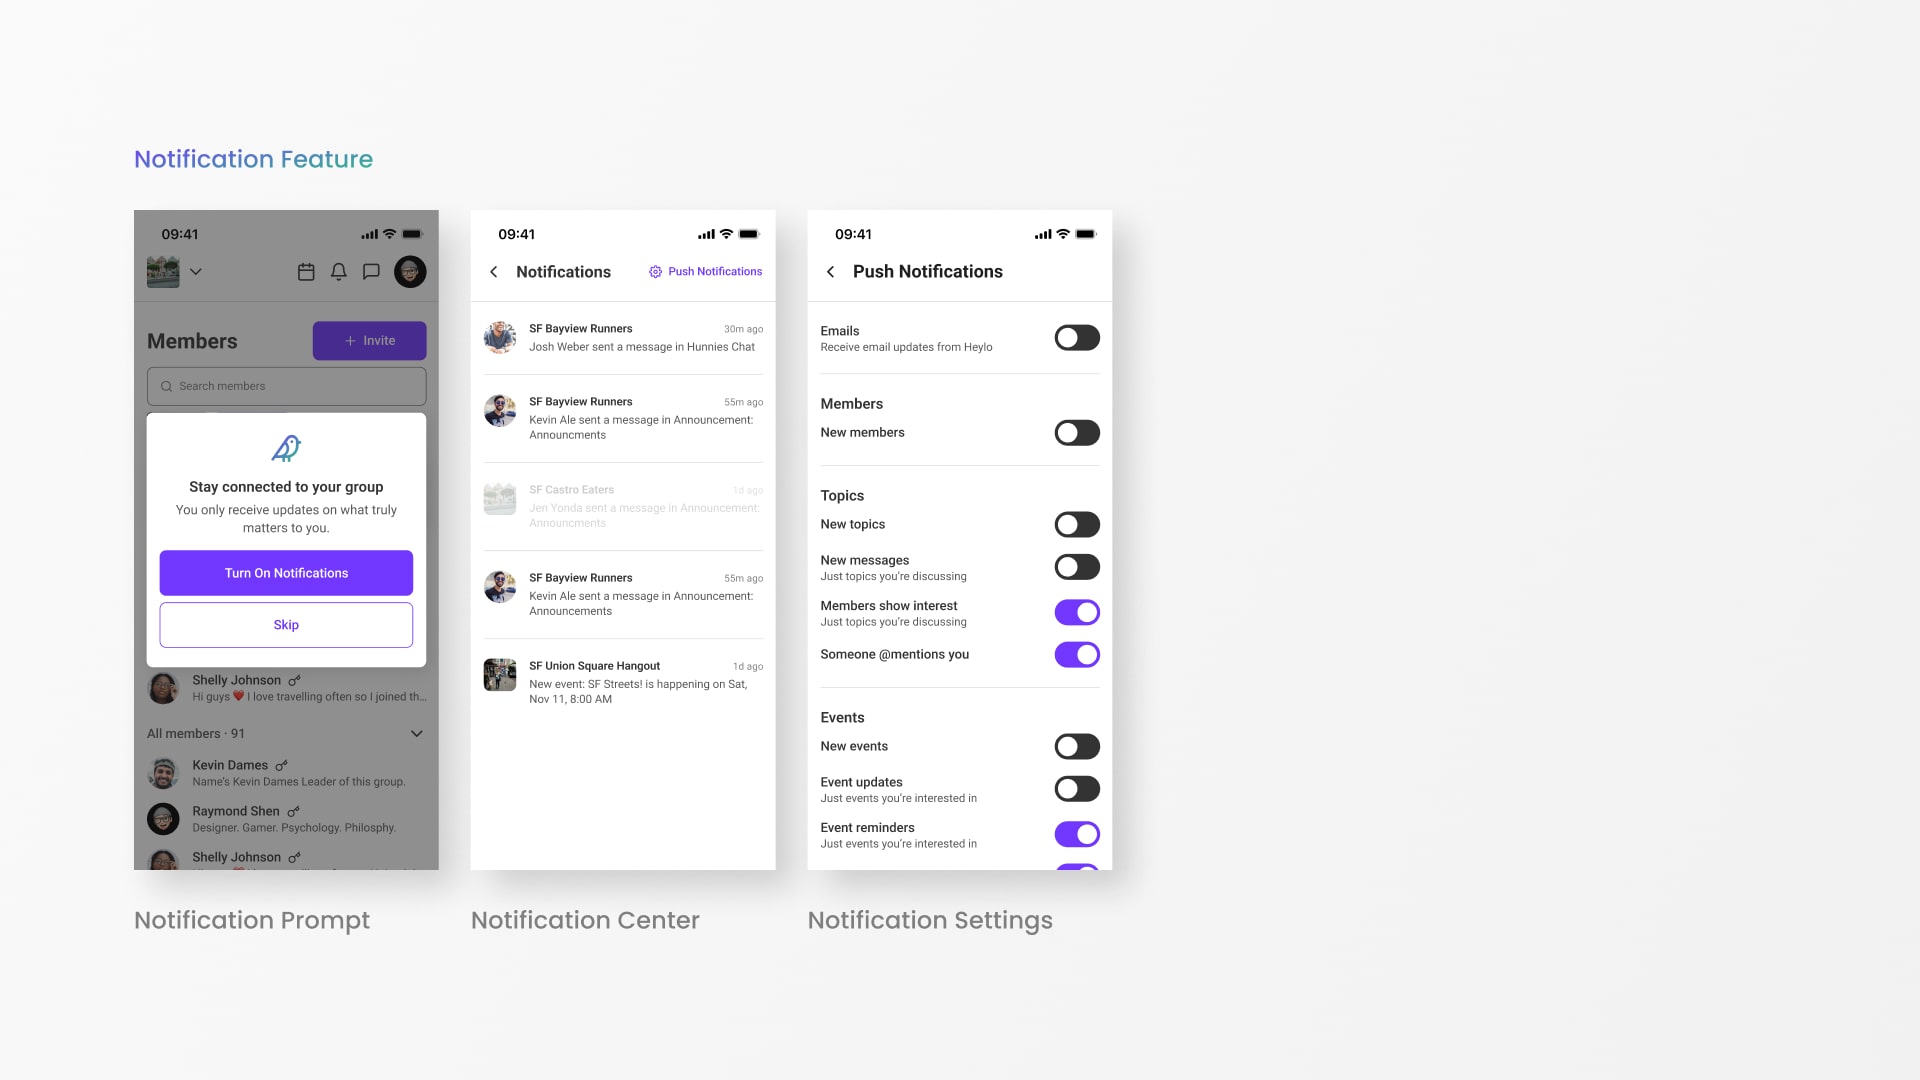 Notification Feature
09:41
Members
+ Invite
Search members
Stay connected to your group
You only receive updates on what truly
matters to you.
Turn On Notifications
Skip
Shelly Johnson
Hi guys ❤️ I love travelling often so I joined th...
All members · 91
Kevin Dames
Name's Kevin Dames Leader of this group.
Raymond Shen
Designer. Gamer. Psychology. Philosphy.
Shelly Johnson
Notification Prompt
09:41
Notifications
Push Notifications
SF Bayview Runners
30m ago
Josh Weber sent a message in Hunnies Chat
SF Bayview Runners
55m ago
Kevin Ale sent a message in Announcement:
Announcments
SF Castro Eaters
1d ago
Jen Yonda sent a message in Announcement:
Announcments
SF Bayview Runners
55m ago
Kevin Ale sent a message in Announcement:
Announcements
SF Union Square Hangout
1d ago
New event: SF Streets! is happening on Sat,
Nov 11, 8:00 AM
Notification Center
09:41
Push Notifications
Emails
Receive email updates from Heylo
Members
New members
Topics
New topics
New messages
Just topics you're discussing
Members show interest
Just topics you're discussing
Someone @mentions you
Events
New events
Event updates
Just events you're interested in
Event reminders
Just events you're interested in
Notification Settings